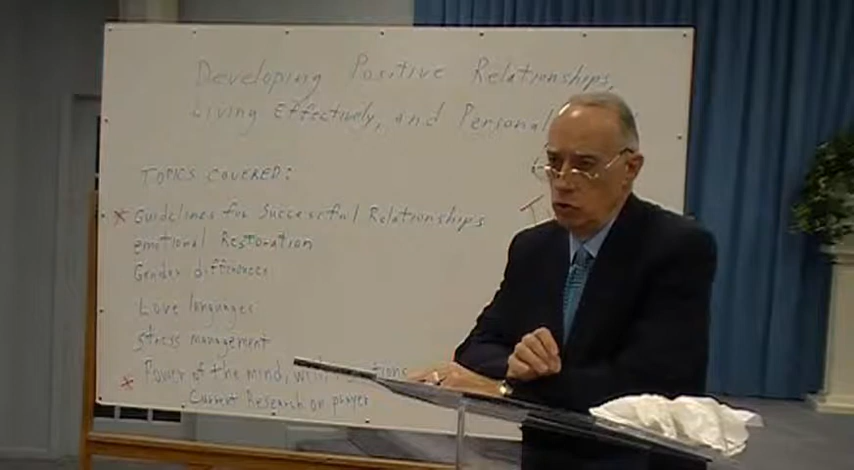 Developing Positive Relationships,
Living Effectively, and Personal
TOPICS COVERED:
* Guidelines for Successful Relationships
emotional Restoration
Gender differences
Love languages
stress management
* Power of the mind, will,
Current Research on prayer